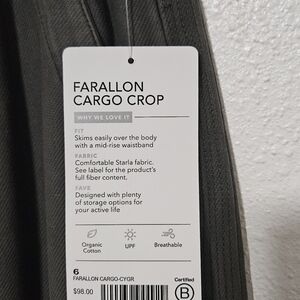 FARALLON
CARGO CROP
WHY WE LOVE IT
FIT
Skims easily over the body
with a mid-rise waistband
FABRIC
Comfortable Starla fabric.
See label for the product's
full fiber content.
FAVE
Designed with plenty
of storage options for
your active life
Organic
Cotton
UPF
Breathable
6
FARALLON CARGO-CYGR
$98.00
Certified
B